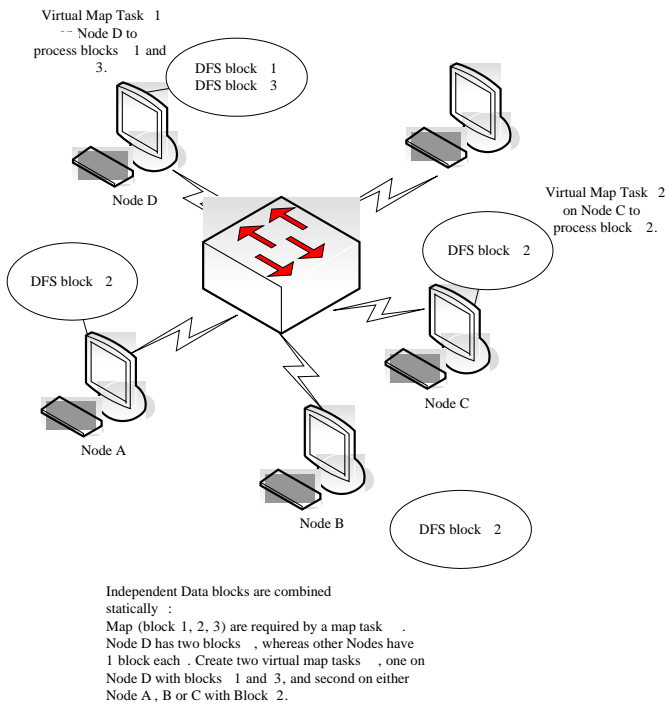 Virtual Map Task 1
Node D to
process blocks 1 and
3.
DFS block 1
DFS block 3
Node D
Virtual Map Task 2
on Node C to
process block 2.
DFS block 2
DFS block 2
Node C
Node A
Node B
DFS block 2
Independent Data blocks are combined
statically :
Map (block 1, 2, 3) are required by a map task .
Node D has two blocks , whereas other Nodes have
1 block each . Create two virtual map tasks , one on
Node D with blocks 1 and 3, and second on either
Node A , B or C with Block 2.